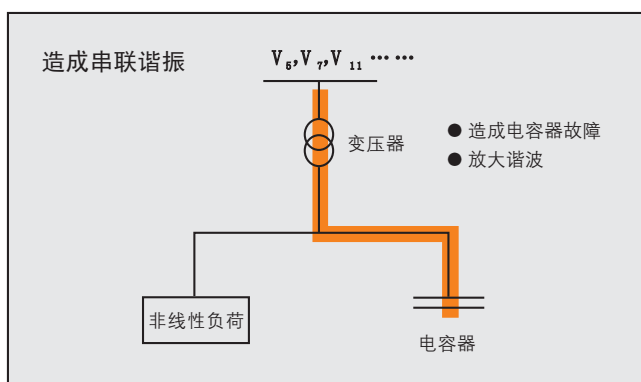 造成串联谐振
V₅,V₇,V₁₁……
变压器
● 造成电容器故障
● 放大谐波
非线性负荷
电容器